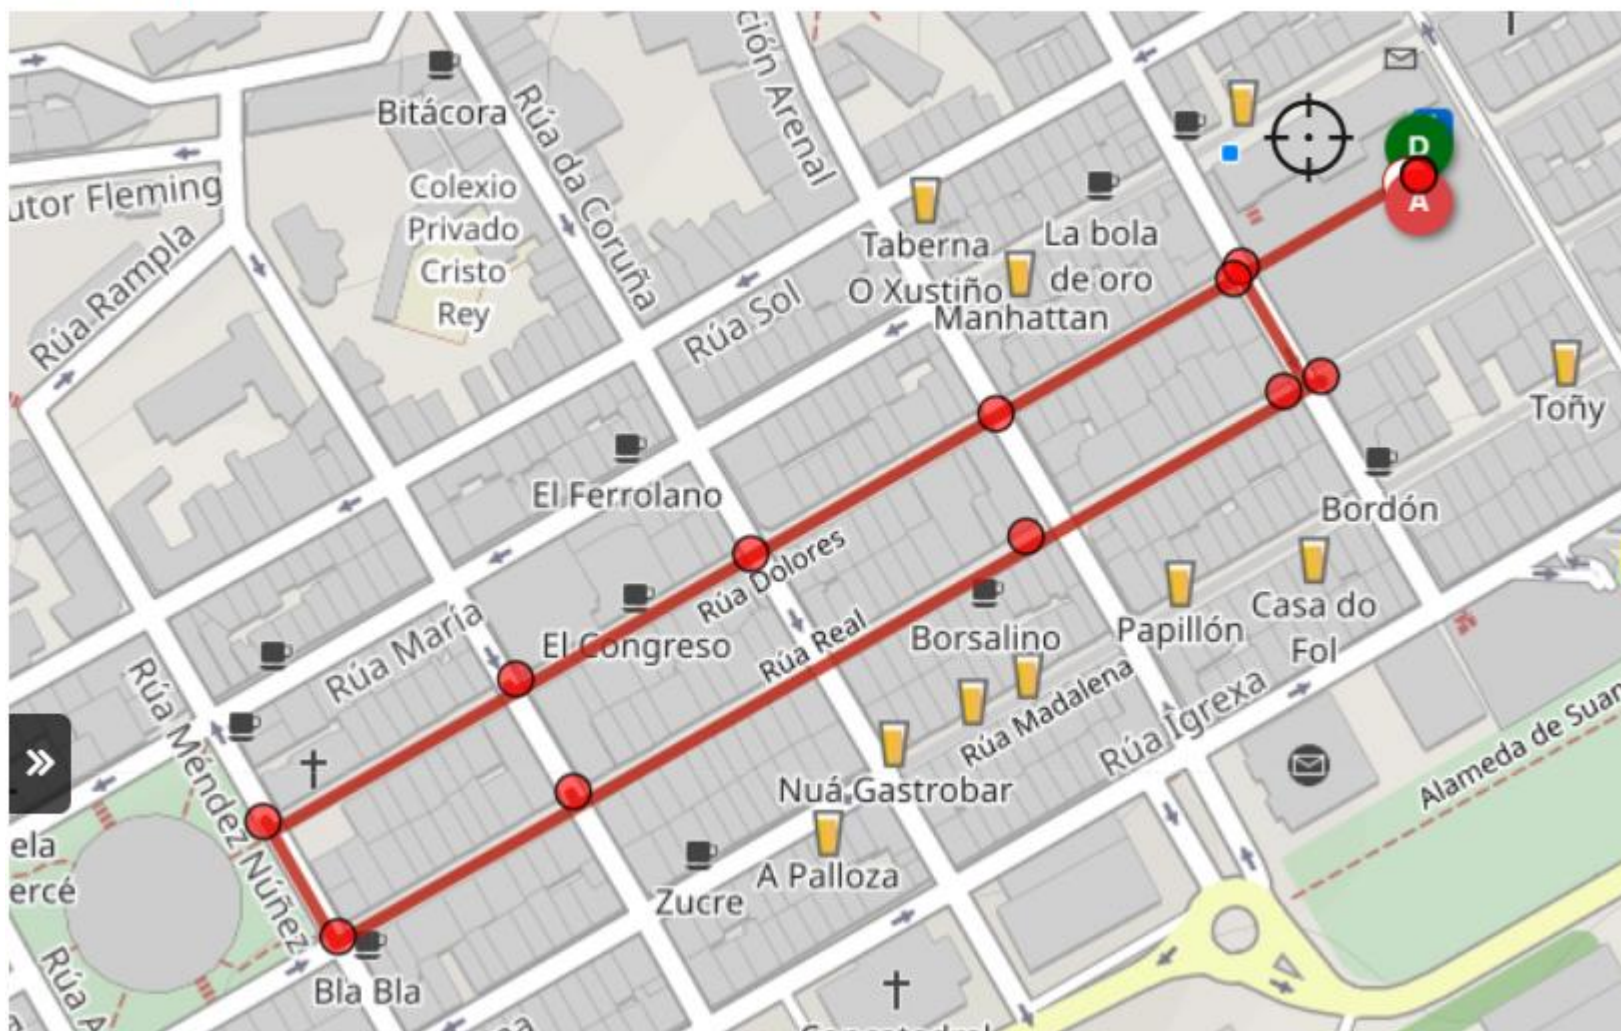 ción Arenal
Bitácora
Rúa da Coruña
utor Fleming
Colexio
Privado
Cristo
Rey
Rúa Rampla
D
A
Taberna
O Xustiño
La bola
de oro
Manhattan
Rúa Sol
Toñy
El Ferrolano
Bordón
Rúa Dolores
El Congreso
Rúa María
Rúa Real
Borsalino
Papillón
Casa do
Fol
Rúa Madalena
Rúa Igrexa
Rúa Méndez Núñez
Nuá Gastrobar
Alameda de Suan
»
ela
ercé
A Palloza
Zucre
Rúa A
Bla Bla